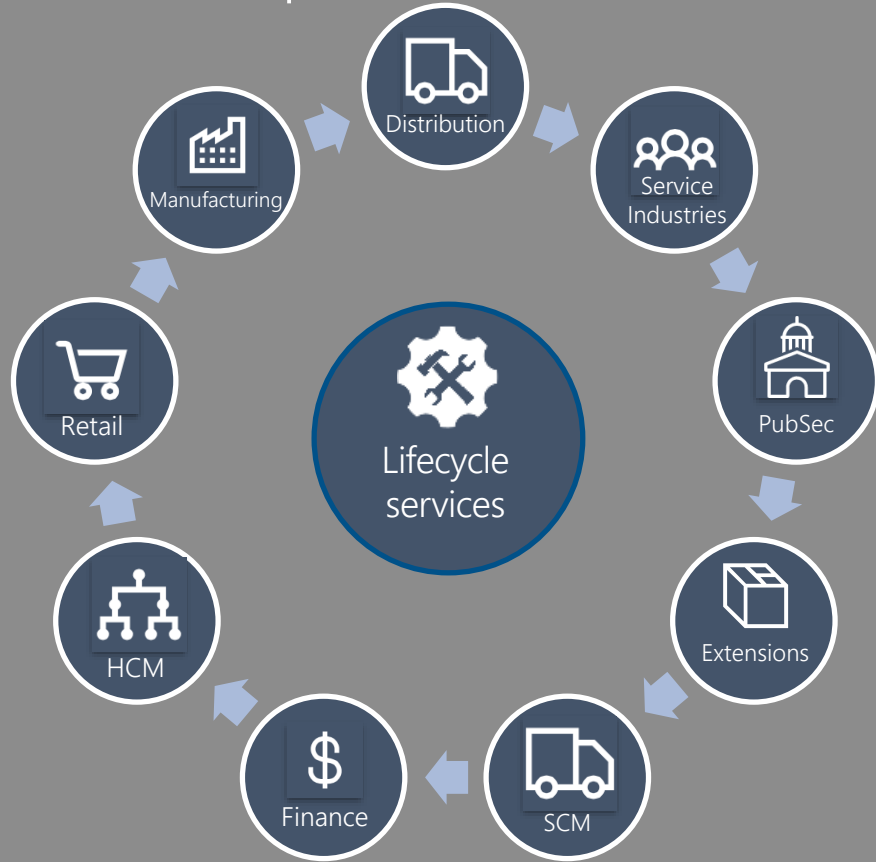 Distribution
Manufacturing
Service
Industries
Retail
PubSec
Lifecycle
services
HCM
Extensions
Finance
$
SCM